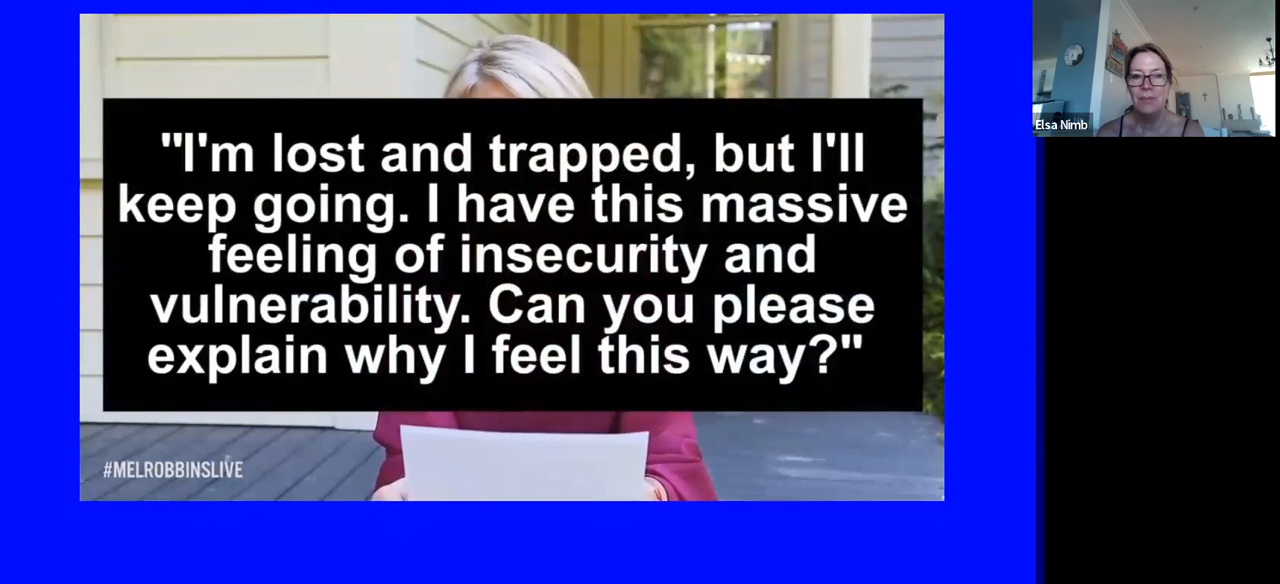 "I'm lost and trapped, but I'll
keep going. I have this massive
feeling of insecurity and
vulnerability. Can you please
explain why I feel this way?"
#MELROBBINSLIVE
Elsa Nimb